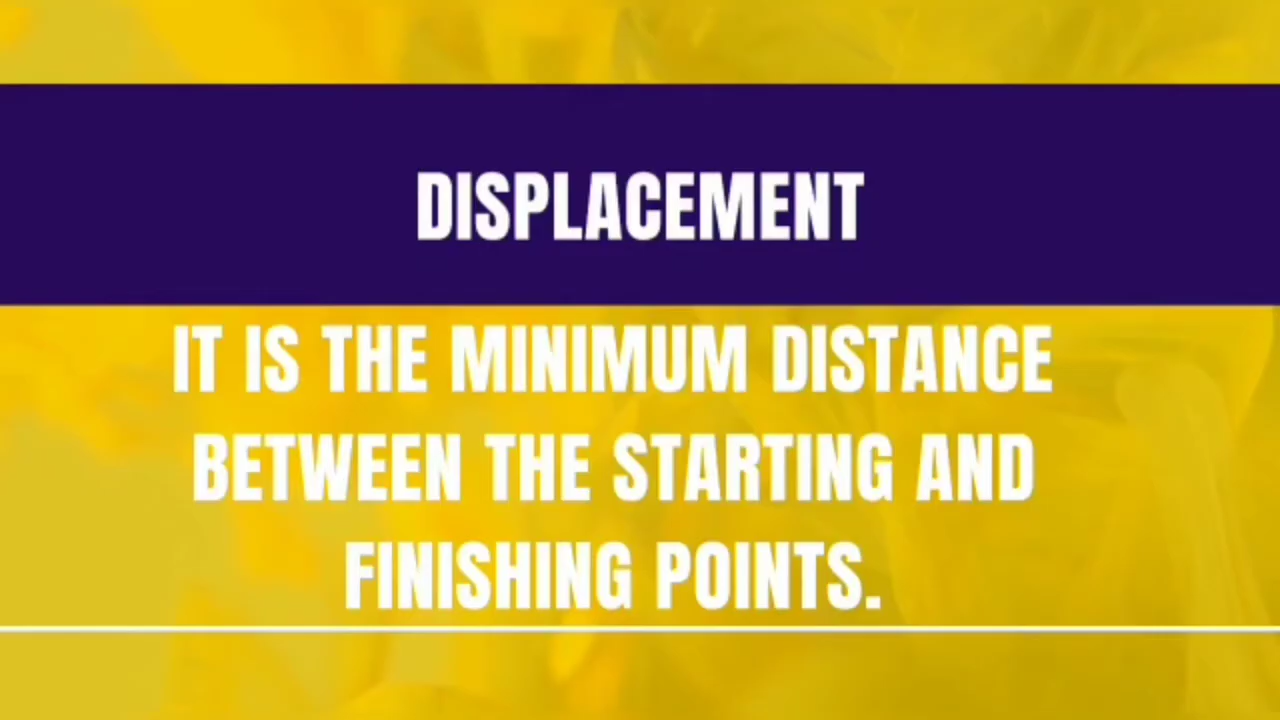 DISPLACEMENT
IT IS THE MINIMUM DISTANCE
BETWEEN THE STARTING AND
FINISHING POINTS.